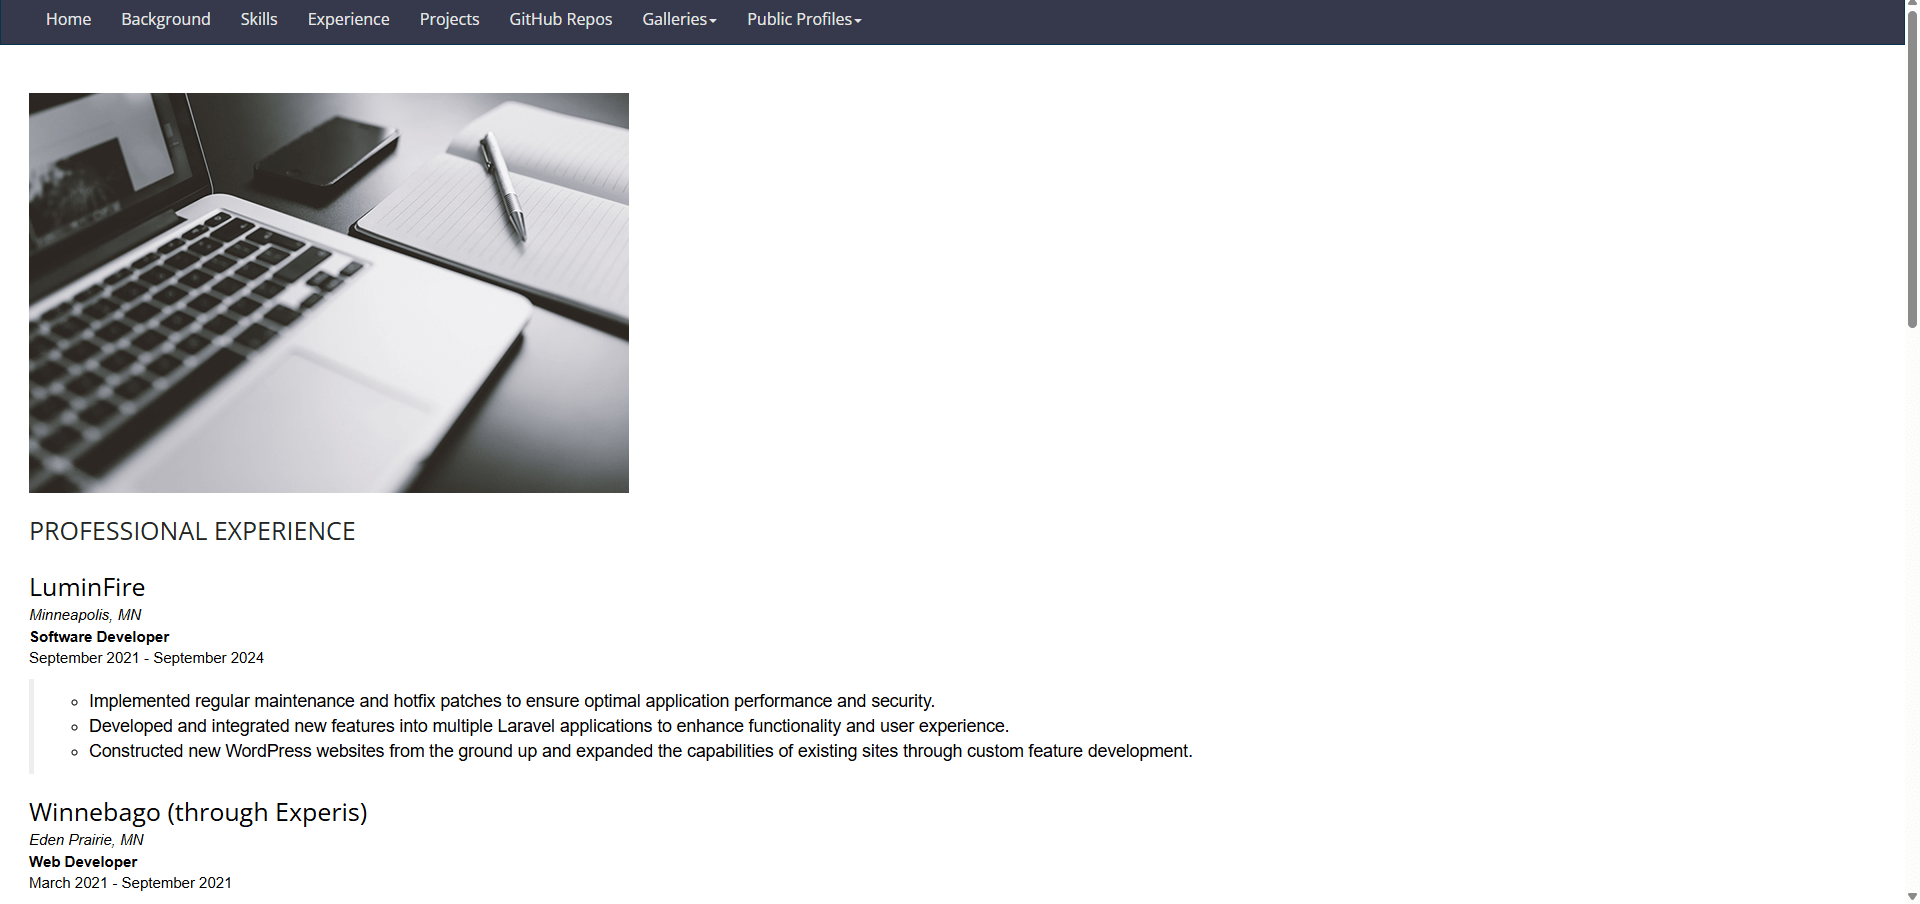 Home Background Skills Experience Projects GitHub Repos Galleries Public Profiles
PROFESSIONAL EXPERIENCE
LuminFire
Minneapolis, MN
Software Developer
September 2021 - September 2024
Implemented regular maintenance and hotfix patches to ensure optimal application performance and security.
Developed and integrated new features into multiple Laravel applications to enhance functionality and user experience.
Constructed new WordPress websites from the ground up and expanded the capabilities of existing sites through custom feature development.
Winnebago (through Experis)
Eden Prairie, MN
Web Developer
March 2021 - September 2021